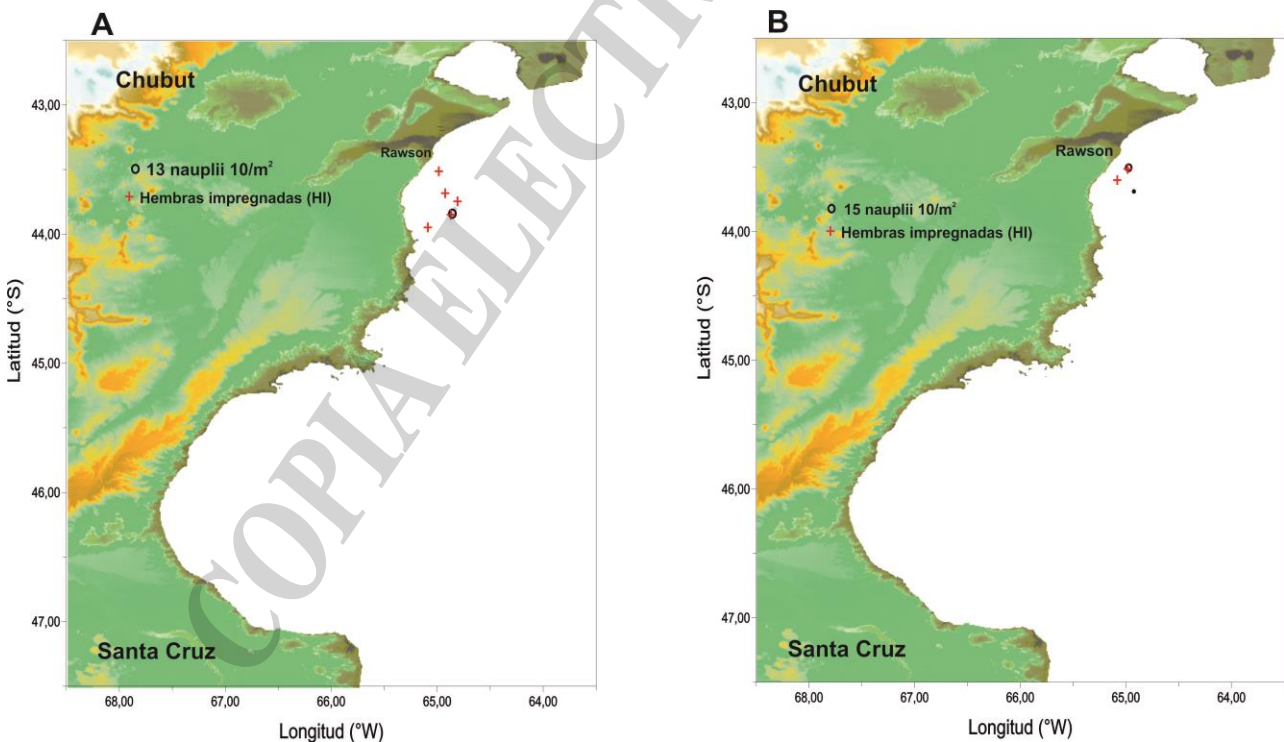 A
Chubut
43,00
Rawson
13 nauplii 10/m²
Hembras impregnadas (HI)
44,00
Latitud (°S)
45,00
46,00
47,00
Santa Cruz
68,00 67,00 66,00 65,00 64,00
Longitud (°W)
B
Chubut
43,00
Rawson
15 nauplii 10/m²
Hembras impregnadas (HI)
44,00
Latitud (°S)
45,00
46,00
47,00
Santa Cruz
68,00 67,00 66,00 65,00 64,00
Longitud (°W)
COPIA ELECTR